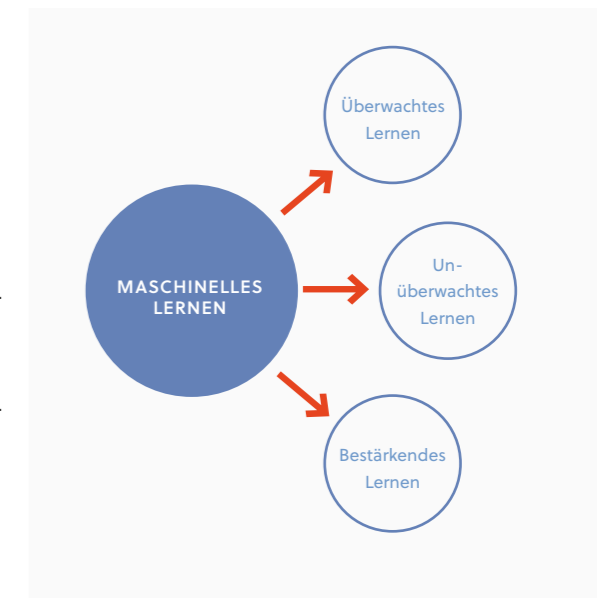 MASCHINELLES
LERNEN
Überwachtes
Lernen
Un-
überwachtes
Lernen
Bestärkendes
Lernen